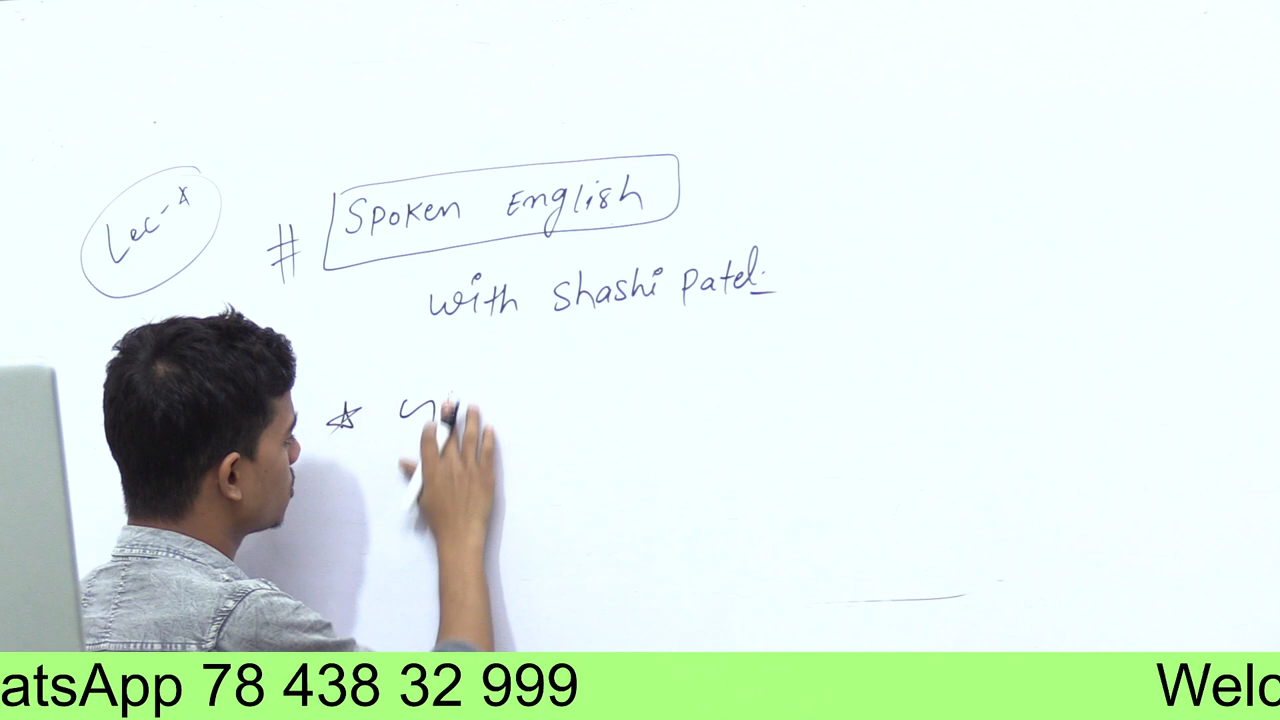 Lec-
# Spoken English
with Shashi Patel.
atsApp 78 438 32 999
Welc